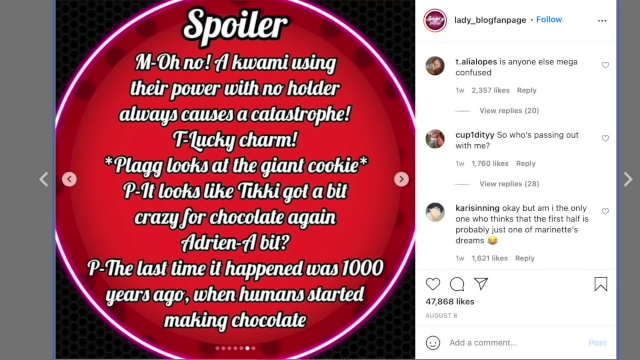 Spoiler
M-Oh no! A kwami using
their power with no holder
always causes a catastrophe!
T-Lucky charm!
*Plagg looks at the giant cookie*
P-It looks like Tikki got a bit
crazy for chocolate again
Adrien-A bit?
P-The last time it happened was 1000
years ago, when humans started
making chocolate
lady_blogfanpage • Follow
t.alialopes is anyone else mega
confused
1w 2,357 likes Reply
View replies (20)
cup1dityy So who's passing out
with me?
1w 1,760 likes Reply
View replies (28)
karisinning okay but am i the only
one who thinks that the first half is
probably just one of marinette's
dreams 😂
1w 1,621 likes Reply
47,868 likes
AUGUST 8
Add a comment...
Post